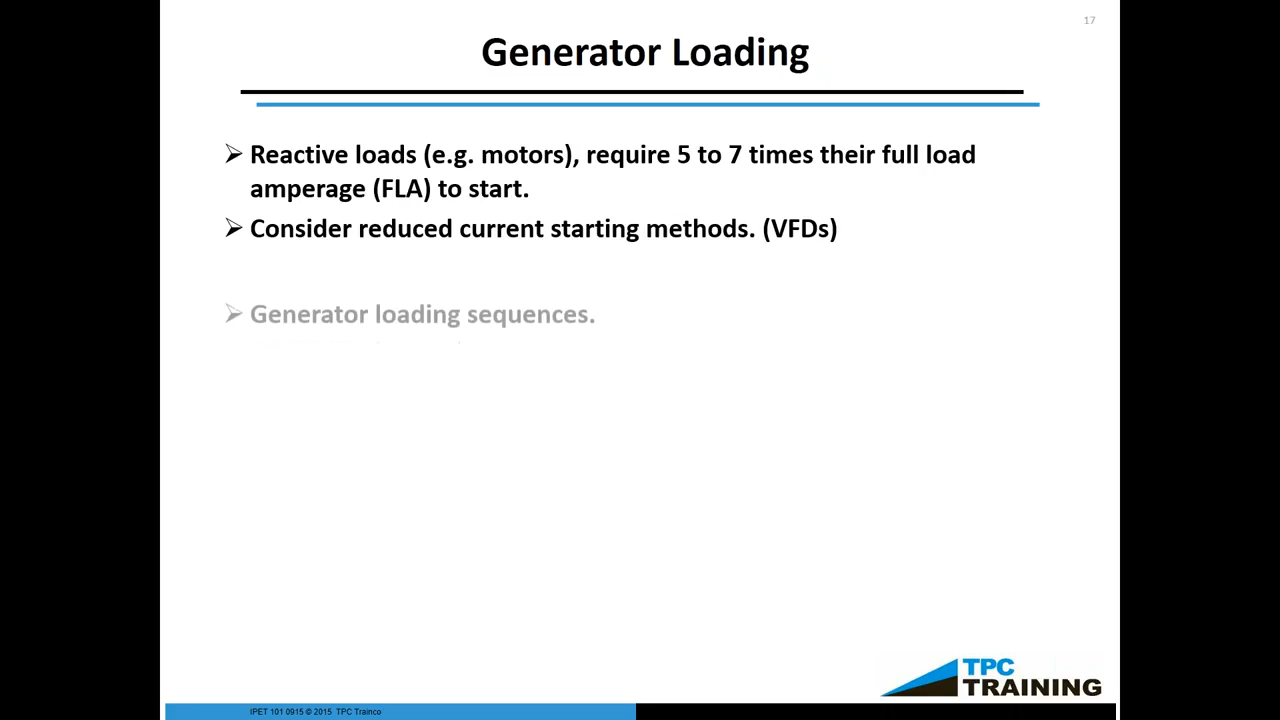 17
Generator Loading
➢ Reactive loads (e.g. motors), require 5 to 7 times their full load
amperage (FLA) to start.
➢ Consider reduced current starting methods. (VFDs)
➢ Generator loading sequences.
TPC
TRAINING
IPET 101 0915 © 2015 TPC Trainco